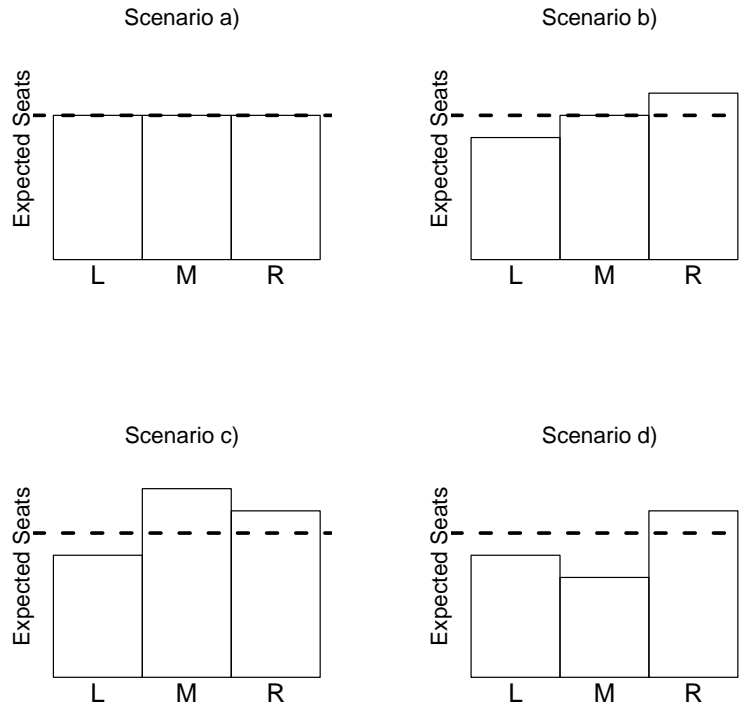 Scenario a)
Expected Seats
L M R
Scenario b)
Expected Seats
L M R
Scenario c)
Expected Seats
L M R
Scenario d)
Expected Seats
L M R